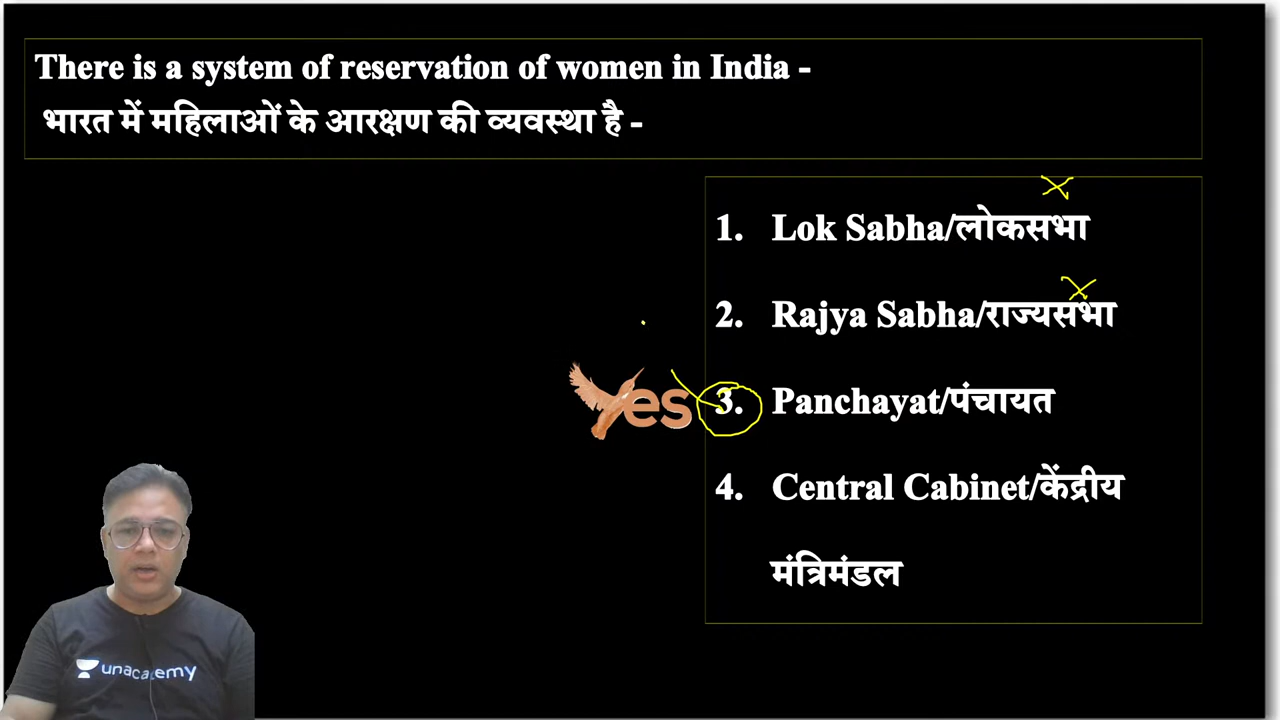 There is a system of reservation of women in India -
भारत में महिलाओं के आरक्षण की व्यवस्था है -
1. Lok Sabha/लोकसभा
2. Rajya Sabha/राज्यसभा
Yes
3. Panchayat/पंचायत
4. Central Cabinet/केंद्रीय
मंत्रिमंडल
unacademy